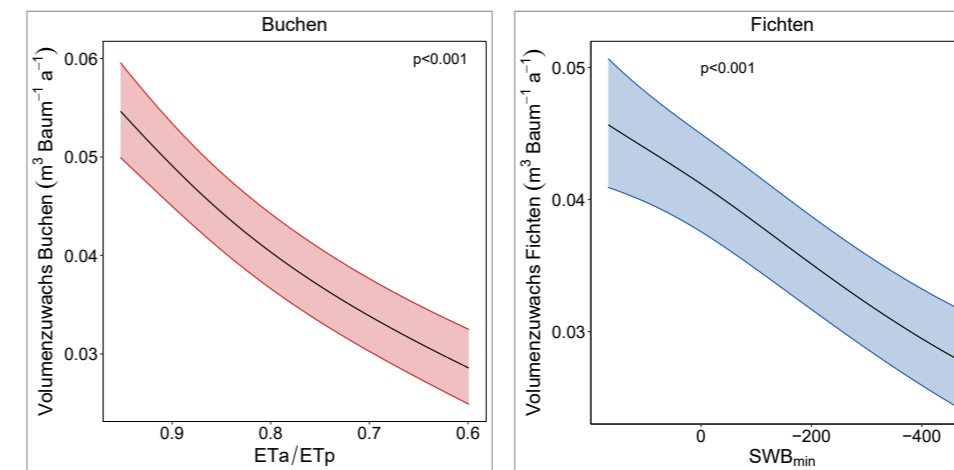 Buchen
p<0.001
Volumenzuwachs Buchen (m³ Baum⁻¹ a⁻¹)
0.06
0.05
0.04
0.03
0.9 0.8 0.7 0.6
ETa/ETp
Fichten
p<0.001
Volumenzuwachs Fichten (m³ Baum⁻¹ a⁻¹)
0.05
0.04
0.03
0 −200 −400
SWBmin